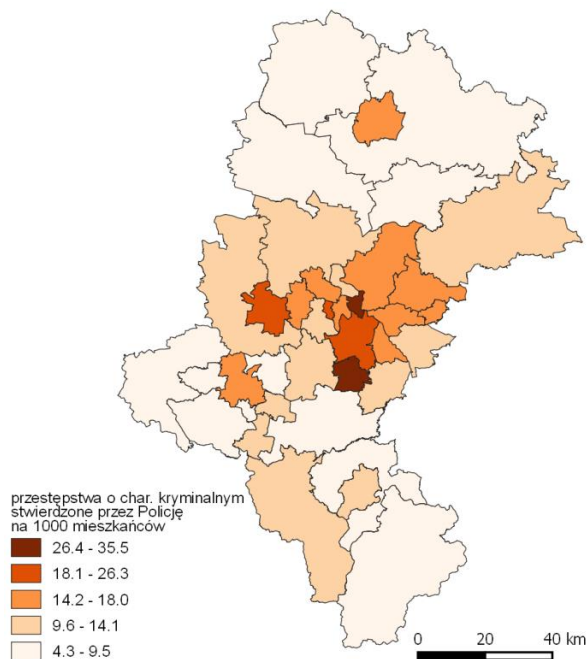 przestępstwa o char. kryminalnym
stwierdzone przez Policję
na 1000 mieszkańców
26.4 - 35.5
18.1 - 26.3
14.2 - 18.0
9.6 - 14.1
4.3 - 9.5
0 20 40 km